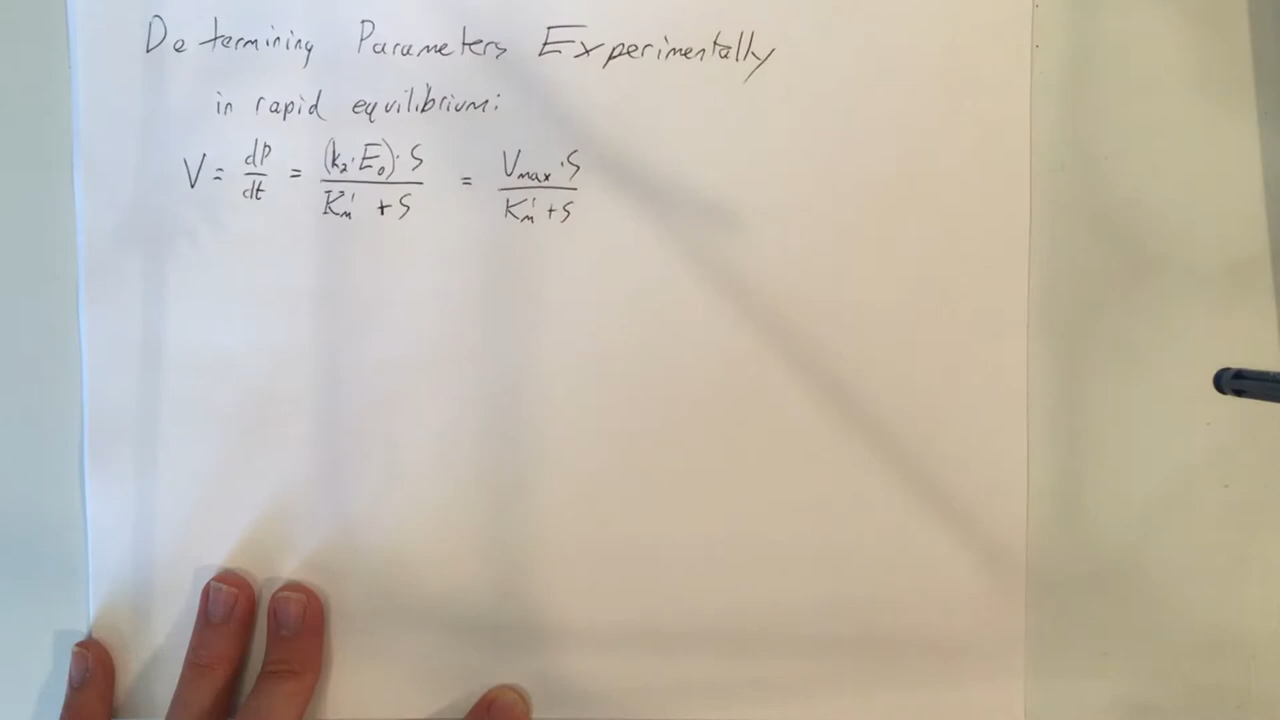 Determining Parameters Experimentally
in rapid equilibrium:
V = dP/dt = (k₂·E₀)·S / (K'ₘ + S) = Vₘₐₓ·S / (K'ₘ + S)